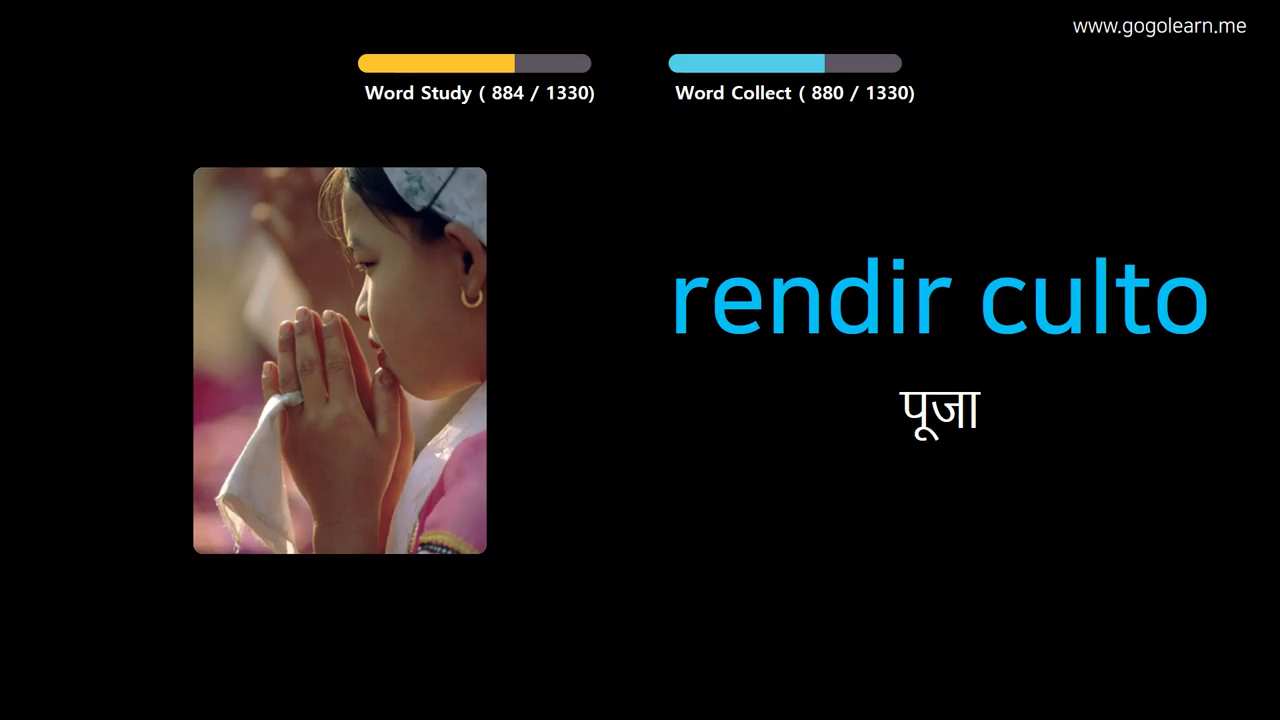 www.gogolearn.me
Word Study ( 884 / 1330)
Word Collect ( 880 / 1330)
rendir culto
पूजा